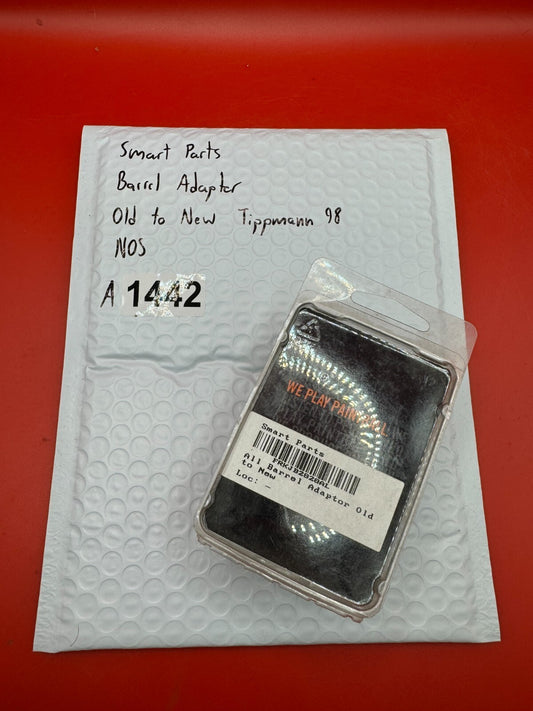 Smart Parts
Barrel Adapter
Old to New Tippmann 98
NOS
A 1442
WE PLAY PAINTBALL
Smart Parts
All Barrel Adaptor Old
to New
Loc: _